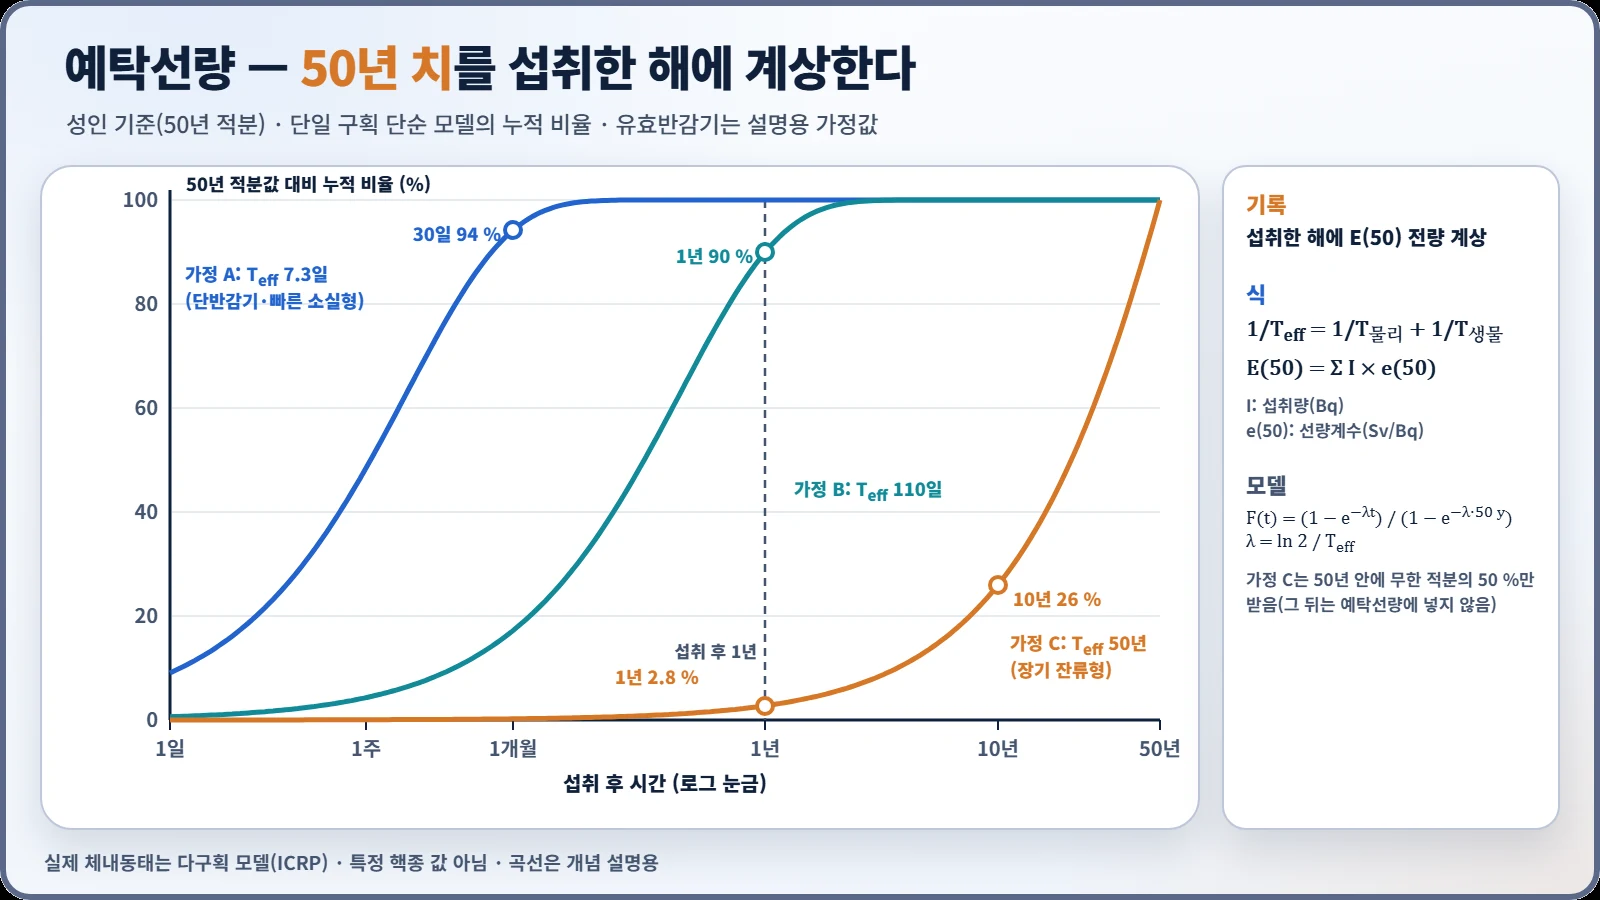 예탁선량 — 50년 치를 섭취한 해에 계상한다
성인 기준(50년 적분) · 단일 구획 단순 모델의 누적 비율 · 유효반감기는 설명용 가정값
50년 적분값 대비 누적 비율 (%)
100
80
60
40
20
0
30일 94 %
가정 A: Teff 7.3일
(단반감기·빠른 소실형)
1년 90 %
가정 B: Teff 110일
10년 26 %
가정 C: Teff 50년
(장기 잔류형)
섭취 후 1년
1년 2.8 %
1일
1주
1개월
1년
10년
50년
섭취 후 시간 (로그 눈금)
기록
섭취한 해에 E(50) 전량 계상
식
1/Teff = 1/T물리 + 1/T생물
E(50) = Σ I × e(50)
I: 섭취량(Bq)
e(50): 선량계수(Sv/Bq)
모델
F(t) = (1 − e−λt) / (1 − e−λ·50 y)
λ = ln 2 / Teff
가정 C는 50년 안에 무한 적분의 50 %만
받음(그 뒤는 예탁선량에 넣지 않음)
실제 체내동태는 다구획 모델(ICRP) · 특정 핵종 값 아님 · 곡선은 개념 설명용